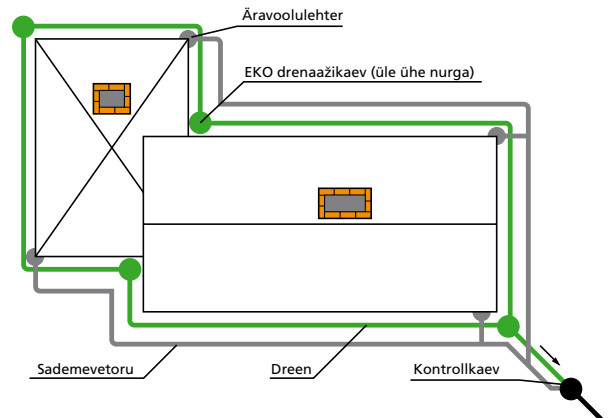 Äravoolulehter
EKO drenaažikaev (üle ühe nurga)
Sademevetoru
Dreen
Kontrollkaev